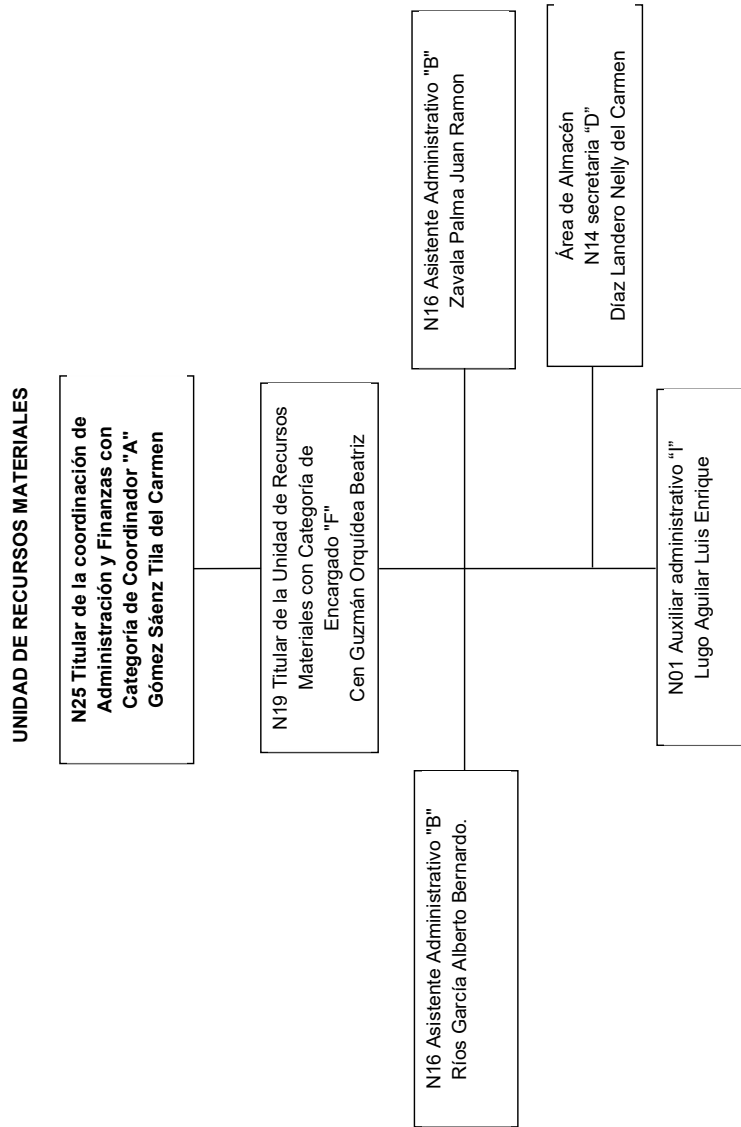 UNIDAD DE RECURSOS MATERIALES
N25 Titular de la coordinación de
Administración y Finanzas con
Categoría de Coordinador "A"
Gómez Sáenz Tila del Carmen
N19 Titular de la Unidad de Recursos
Materiales con Categoría de
Encargado "F"
Cen Guzmán Orquídea Beatriz
N16 Asistente Administrativo "B"
Ríos García Alberto Bernardo.
N16 Asistente Administrativo "B"
Zavala Palma Juan Ramon
Área de Almacén
N14 secretaria “D”
Díaz Landero Nelly del Carmen
N01 Auxiliar administrativo “I”
Lugo Aguilar Luis Enrique